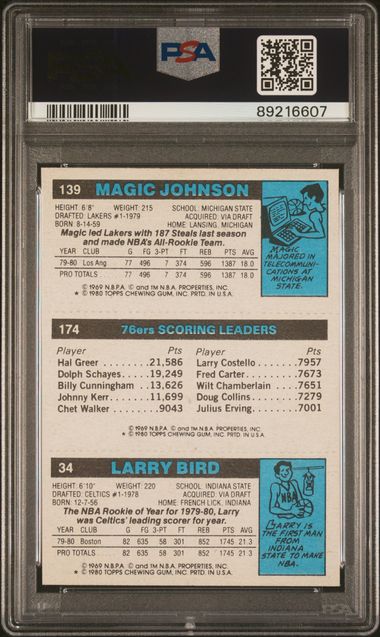 PSA
89216607
139 MAGIC JOHNSON
HEIGHT: 6'8" WEIGHT: 215 SCHOOL: MICHIGAN STATE
DRAFTED: LAKERS #1-1979 ACQUIRED: VIA DRAFT
BORN: 8-14-59 HOME: LANSING, MICHIGAN
Magic led Lakers with 187 Steals last season
and made NBA's All-Rookie Team.
YEAR CLUB G FG 3-PT FT REB PTS AVG
79-80 Los Ang 77 496 7 374 596 1387 18.0
PRO TOTALS 77 496 7 374 596 1387 18.0
© 1969 N.B.P.A. © and TM N.B.A. PROPERTIES, INC.
★ © 1980 TOPPS CHEWING GUM, INC. PRTD. IN U.S.A.
MAGIC
MAJORED IN
TELECOMMUNI-
CATIONS AT
MICHIGAN
STATE.
174 76ers SCORING LEADERS
Player Pts Player Pts
Hal Greer . . . . . . . 21,586 Larry Costello . . . . 7957
Dolph Schayes . . . . 19,249 Fred Carter . . . . . . 7673
Billy Cunningham . . 13,626 Wilt Chamberlain . . . 7651
Johnny Kerr . . . . . 11,699 Doug Collins . . . . . 7279
Chet Walker . . . . . . 9043 Julius Erving . . . . . 7001
© 1969 N.B.P.A. © and TM N.B.A. PROPERTIES, INC.
★ © 1980 TOPPS CHEWING GUM, INC. PRTD. IN U.S.A.
34 LARRY BIRD
HEIGHT: 6'10" WEIGHT: 220 SCHOOL: INDIANA STATE
DRAFTED: CELTICS #1-1978 ACQUIRED: VIA DRAFT
BORN: 12-7-56 HOME: FRENCH LICK, INDIANA
The NBA Rookie of Year for 1979-80, Larry
was Celtics' leading scorer for year.
YEAR CLUB G FG 3-PT FT REB PTS AVG
79-80 Boston 82 635 58 301 852 1745 21.3
PRO TOTALS 82 635 58 301 852 1745 21.3
© 1969 N.B.P.A. © and TM N.B.A. PROPERTIES, INC.
★ © 1980 TOPPS CHEWING GUM, INC. PRTD. IN U.S.A.
NBA
LARRY IS
THE FIRST MAN
FROM
INDIANA
STATE TO MAKE
NBA.